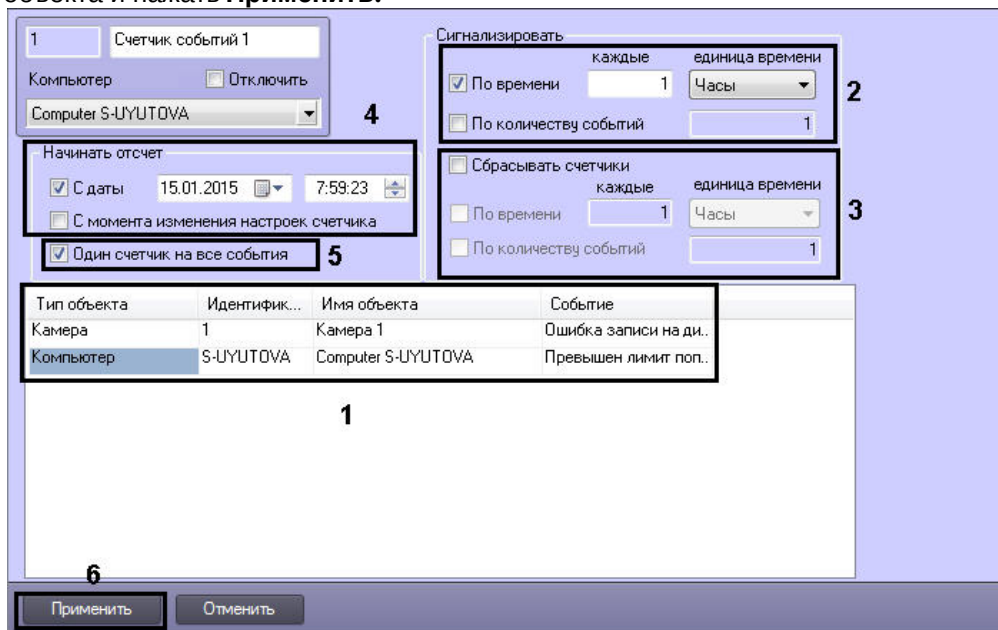 объекта и нажать Применить.
1 Счетчик событий 1
Компьютер Отключить
Computer S-UYUTOVA
4
Начинать отсчет
С даты 15.01.2015 7:59:23
С момента изменения настроек счетчика
Один счетчик на все события 5
Сигнализировать
каждые единица времени
По времени 1 Часы 2
По количеству событий 1
Сбрасывать счетчики
каждые единица времени
По времени 1 Часы 3
По количеству событий 1
Тип объекта Идентифик... Имя объекта Событие
Камера 1 Камера 1 Ошибка записи на ди..
Компьютер S-UYUTOVA Computer S-UYUTOVA Превышен лимит поп..
1
6
Применить Отменить